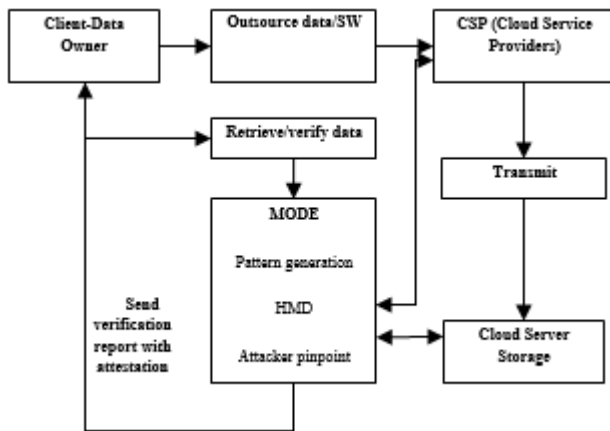 Client-Data
Owner
Outsource data/SW
CSP (Cloud Service
Providers)
Retrieve/verify data
Transmit
MODE
Pattern generation
HMD
Attacker pinpoint
Send
verification
report with
attestation
Cloud Server
Storage